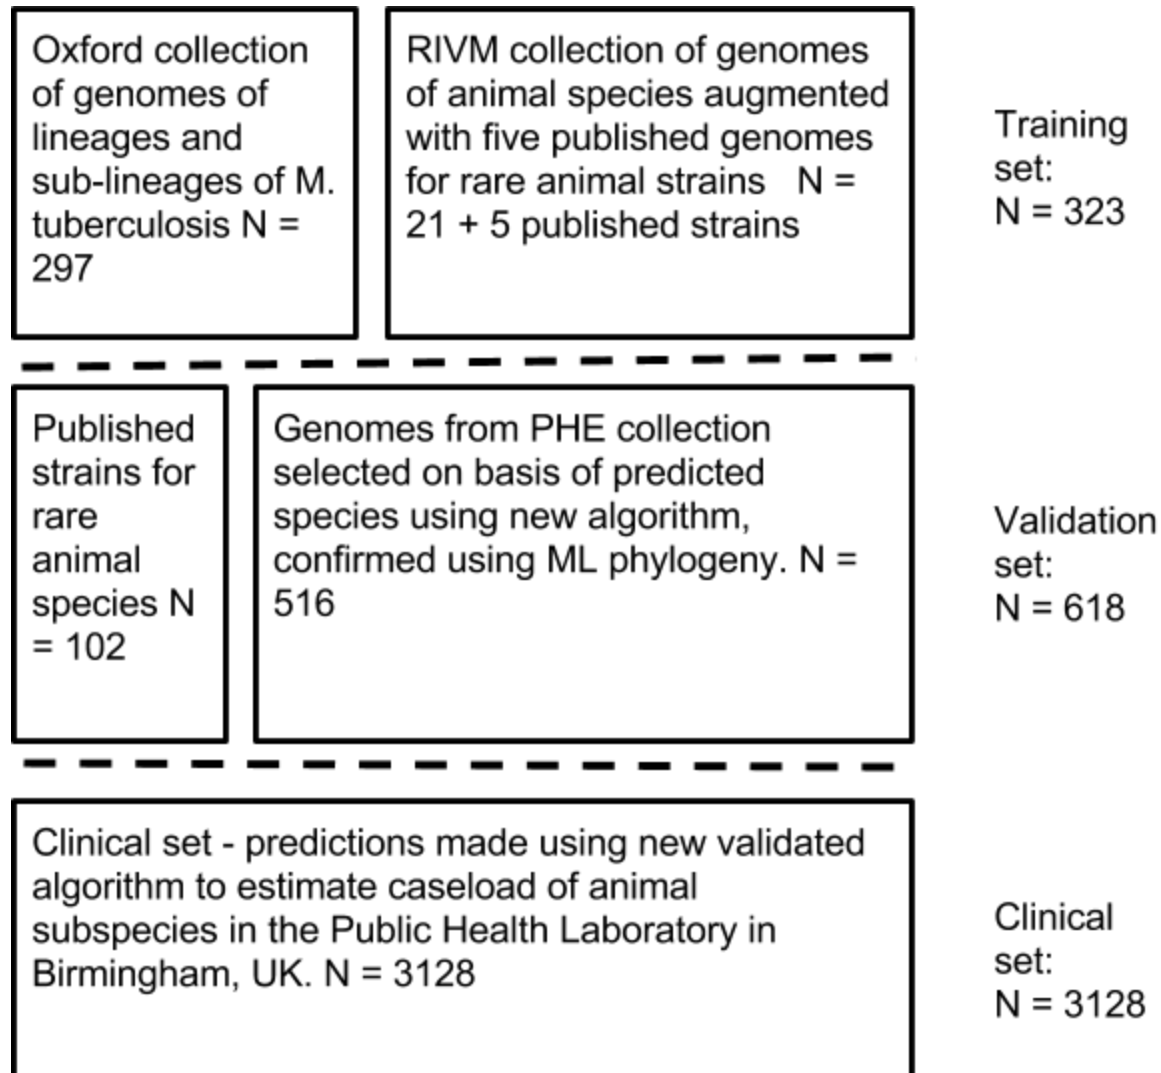 Oxford collection
of genomes of
lineages and
sub-lineages of M.
tuberculosis N =
297
RIVM collection of genomes
of animal species augmented
with five published genomes
for rare animal strains   N =
21 + 5 published strains
Training
set:
N = 323
Published
strains for
rare
animal
species N
= 102
Genomes from PHE collection
selected on basis of predicted
species using new algorithm,
confirmed using ML phylogeny. N =
516
Validation
set:
N = 618
Clinical set - predictions made using new validated
algorithm to estimate caseload of animal
subspecies in the Public Health Laboratory in
Birmingham, UK. N = 3128
Clinical
set:
N = 3128